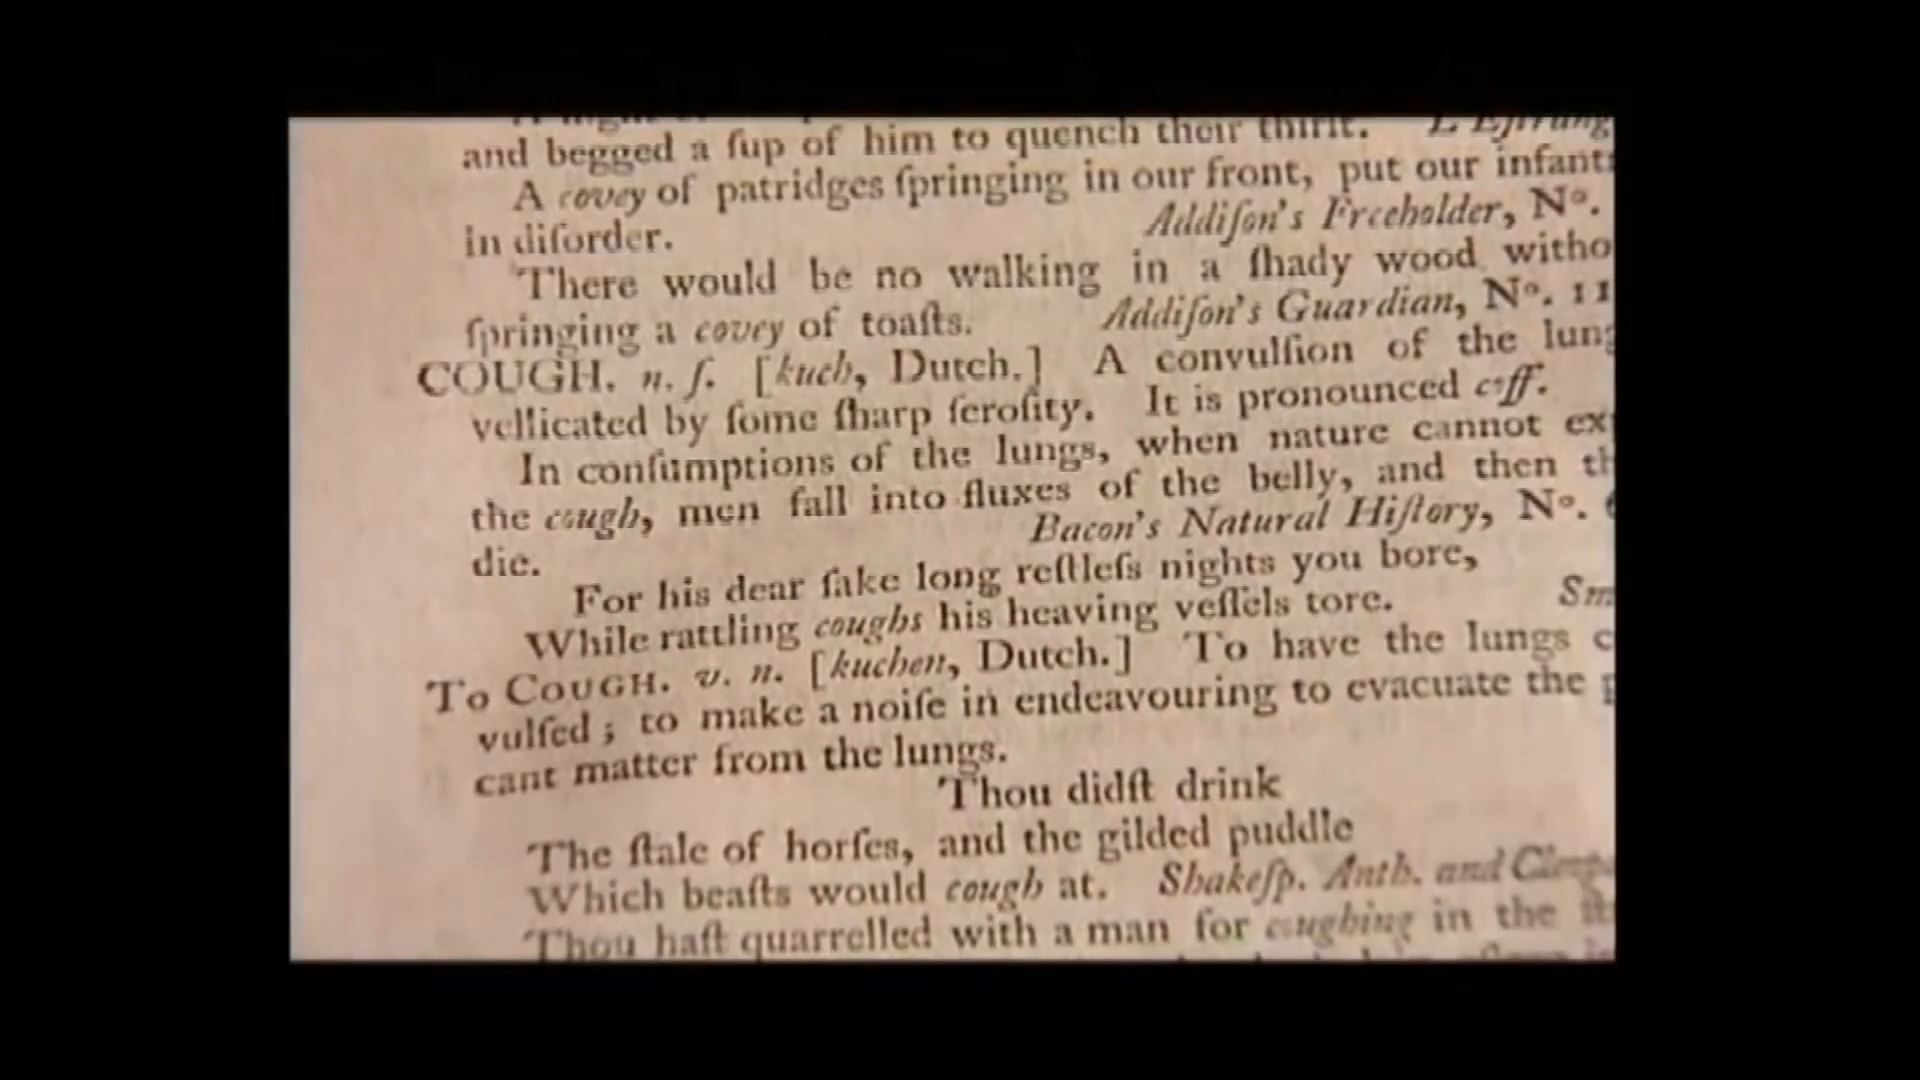 and begged a ſup of him to quench their thirſt.
A covey of patridges ſpringing in our front, put our
in diſorder. Addiſon's Freeholder, Nº.
There would be no walking in a ſhady wood
ſpringing a covey of toaſts. Addiſon's Guardian, Nº. 11
COUGH. n. ſ. [kuch, Dutch.] A convulſion of the
vellicated by ſome ſharp ſeroſity. It is pronounced coff.
In conſumptions of the lungs, when nature cannot
the cough, men fall into fluxes of the belly, and then
die. Bacon's Natural Hiſtory, Nº.
For his dear ſake long reſtleſs nights you bore,
While rattling coughs his heaving veſſels tore.
To COUGH. v. n. [kuchen, Dutch.] To have the lungs
vulſed; to make a noiſe in endeavouring to evacuate the
cant matter from the lungs.
Thou didſt drink
The ſtale of horſes, and the gilded puddle
Which beaſts would cough at. Shakeſp. Anth. and
Thou haſt quarrelled with a man for coughing in the